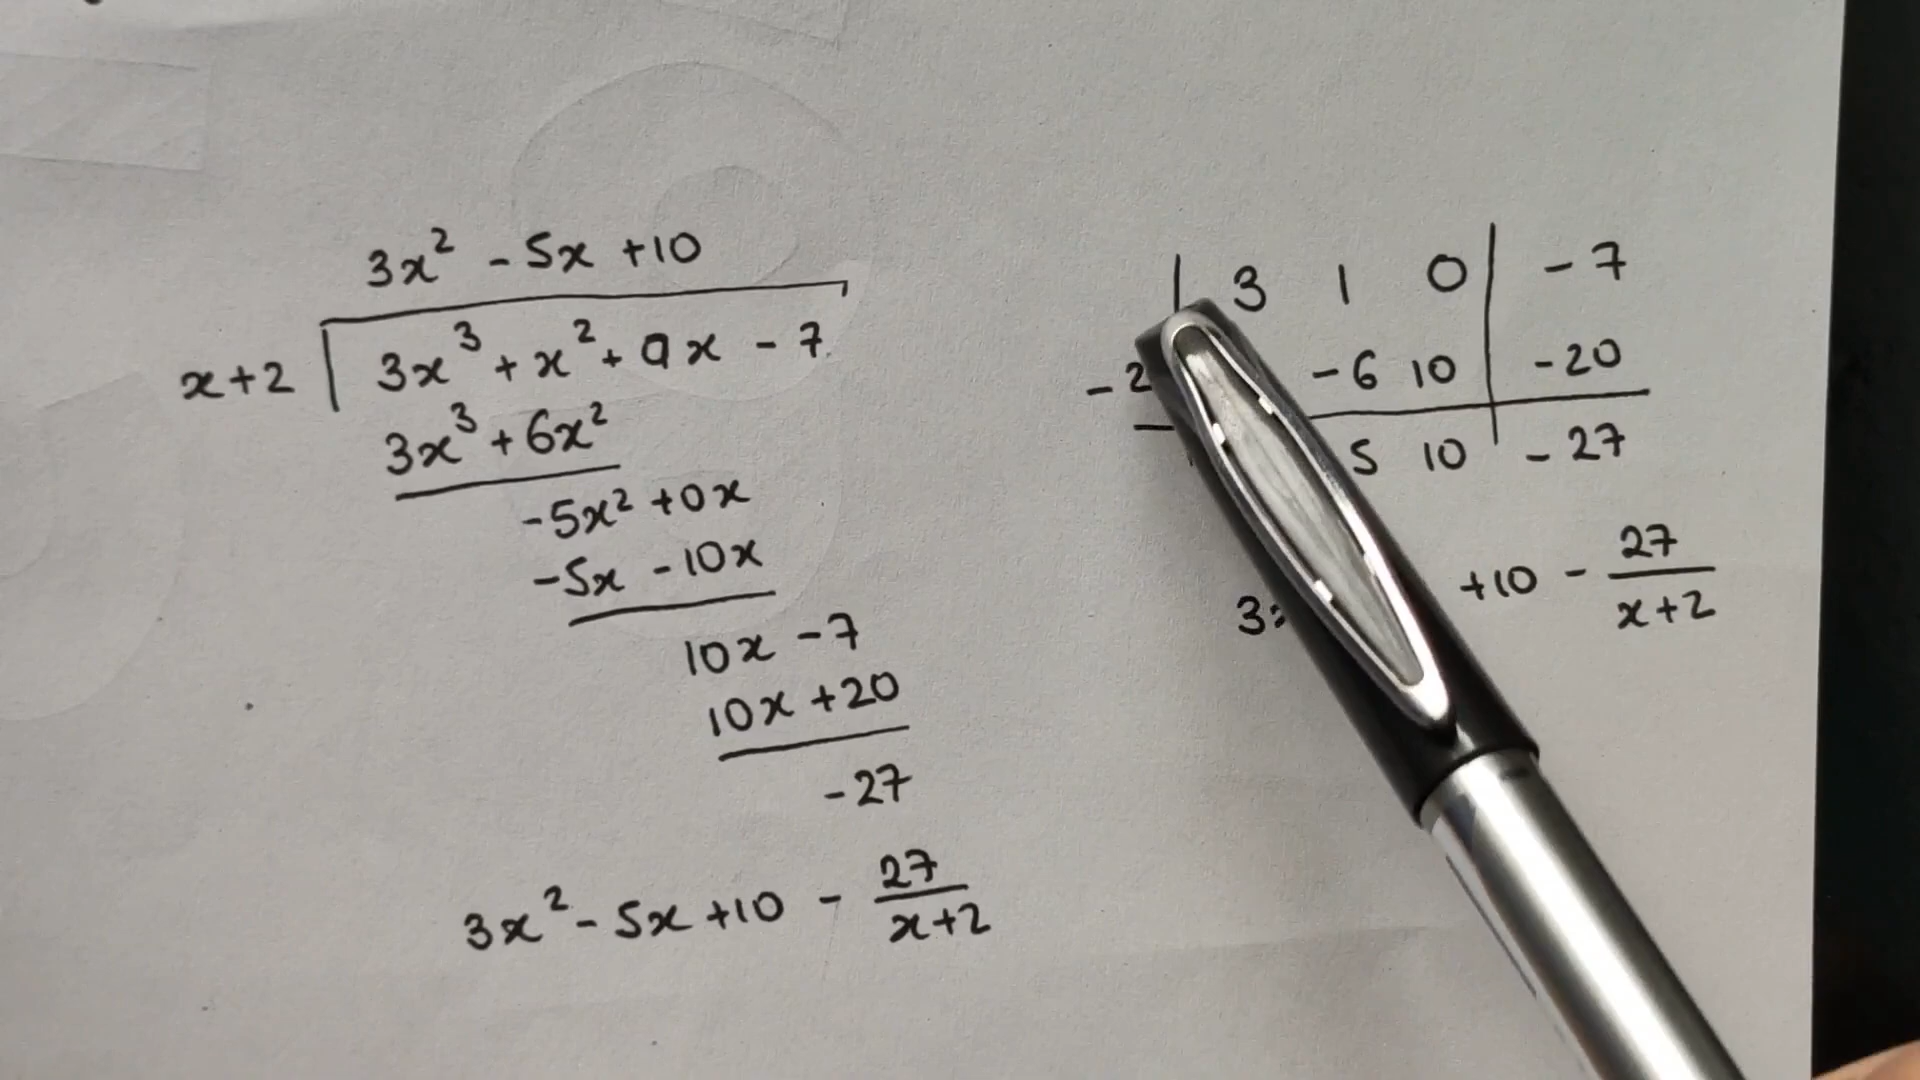 3x² - 5x + 10
x+2 | 3x³ + x² + 0x - 7
3x³ + 6x²
-5x² + 0x
-5x - 10x
10x - 7
10x + 20
-27
3x² - 5x + 10 - 27/(x+2)
| 3 1 0 | -7
-2 -6 10 | -20
5 10 | -27
3 +10 - 27/(x+2)